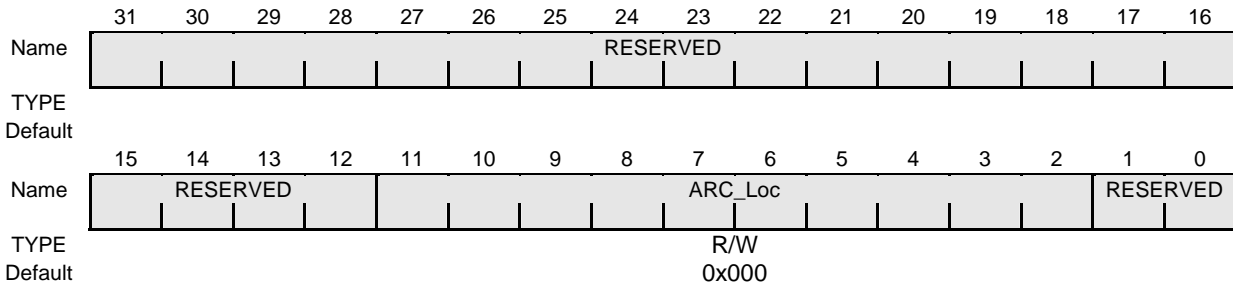 31 30 29 28 27 26 25 24 23 22 21 20 19 18 17 16
Name RESERVED
TYPE
Default
15 14 13 12 11 10 9 8 7 6 5 4 3 2 1 0
Name RESERVED ARC_Loc RESERVED
TYPE R/W
Default 0x000